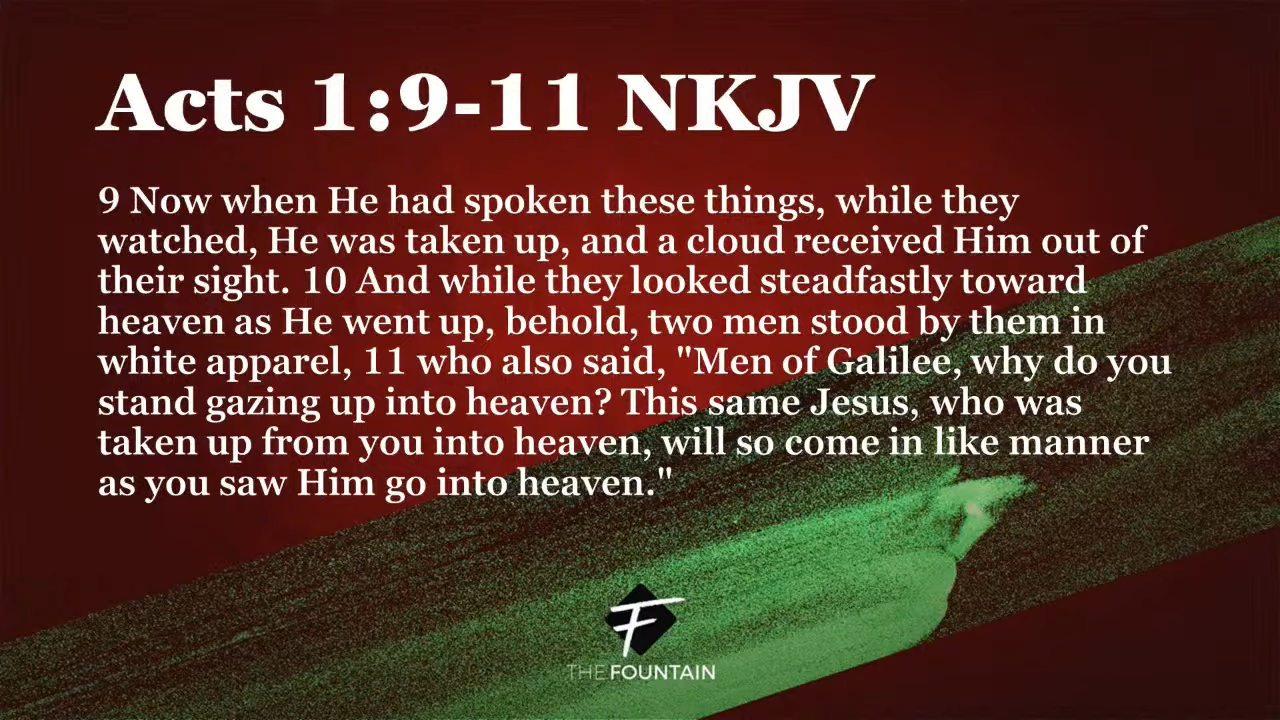 Acts 1:9-11 NKJV
9 Now when He had spoken these things, while they
watched, He was taken up, and a cloud received Him out of
their sight. 10 And while they looked steadfastly toward
heaven as He went up, behold, two men stood by them in
white apparel, 11 who also said, "Men of Galilee, why do you
stand gazing up into heaven? This same Jesus, who was
taken up from you into heaven, will so come in like manner
as you saw Him go into heaven."
F
THEFOUNTAIN